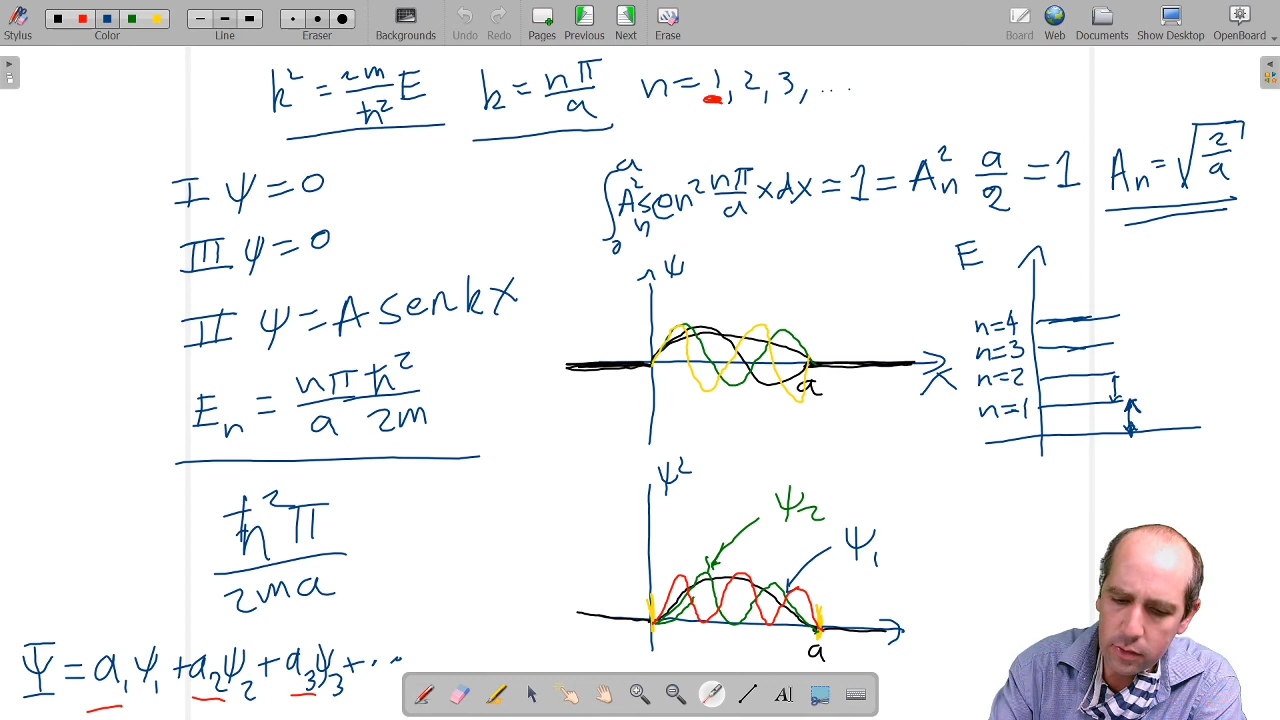 Stylus Color Line Eraser Backgrounds Undo Redo Pages Previous Next Erase Board Web Documents Show Desktop OpenBoard
k² = 2m/ħ² E   k = nπ/a   n = 1, 2, 3, ...
I ψ = 0
∫₀ᵃ Aₙ² sen² nπ/a x dx = 1 = Aₙ² a/2 = 1   Aₙ = √(2/a)
III ψ = 0
II ψ = A sen k x
Eₙ = nπħ²/a 2m
ψ
a
x
E
n=4
n=3
n=2
n=1
ħ²π/2ma
ψ²
ψ₂
ψ₁
a
Ψ = a₁ψ₁ + a₂ψ₂ + a₃ψ₃ + ...